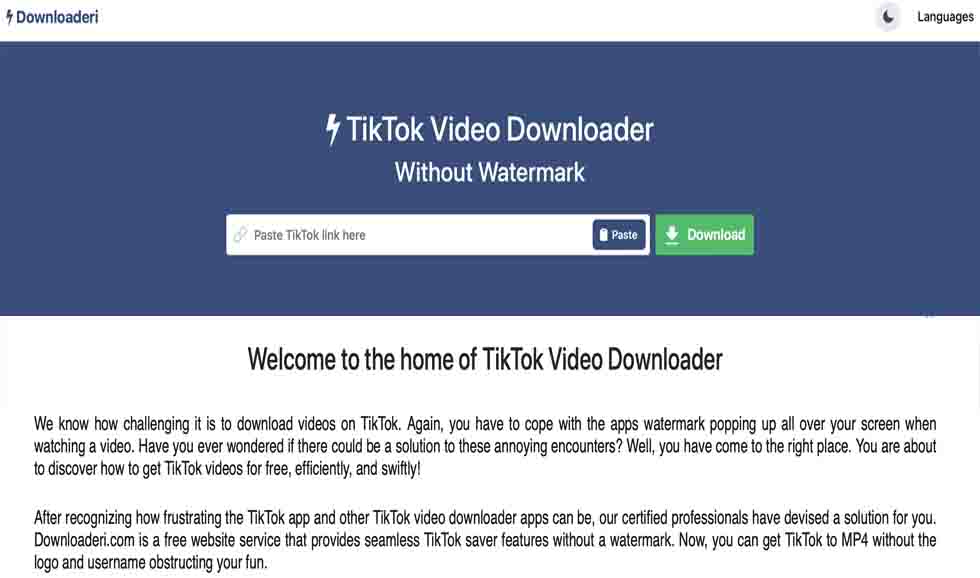 Downloaderi
Languages
TikTok Video Downloader
Without Watermark
Paste TikTok link here
Paste
Download
Welcome to the home of TikTok Video Downloader
We know how challenging it is to download videos on TikTok. Again, you have to cope with the apps watermark popping up all over your screen when
watching a video. Have you ever wondered if there could be a solution to these annoying encounters? Well, you have come to the right place. You are about
to discover how to get TikTok videos for free, efficiently, and swiftly!
After recognizing how frustrating the TikTok app and other TikTok video downloader apps can be, our certified professionals have devised a solution for you.
Downloaderi.com is a free website service that provides seamless TikTok saver features without a watermark. Now, you can get TikTok to MP4 without the
logo and username obstructing your fun.